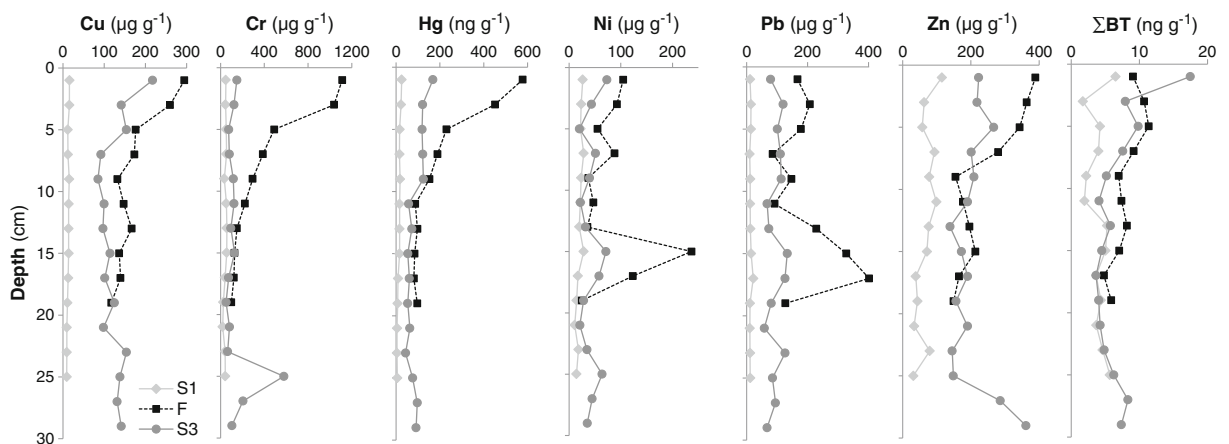 Cu (µg g⁻¹) Cr (µg g⁻¹) Hg (ng g⁻¹) Ni (µg g⁻¹) Pb (µg g⁻¹) Zn (µg g⁻¹) ∑BT (ng g⁻¹)
0 100 200 300 0 400 800 1200 0 200 400 600 0 100 200 0 200 400 0 200 400 0 10 20
0
5
10
15
20
25
30
Depth (cm)
S1
F
S3